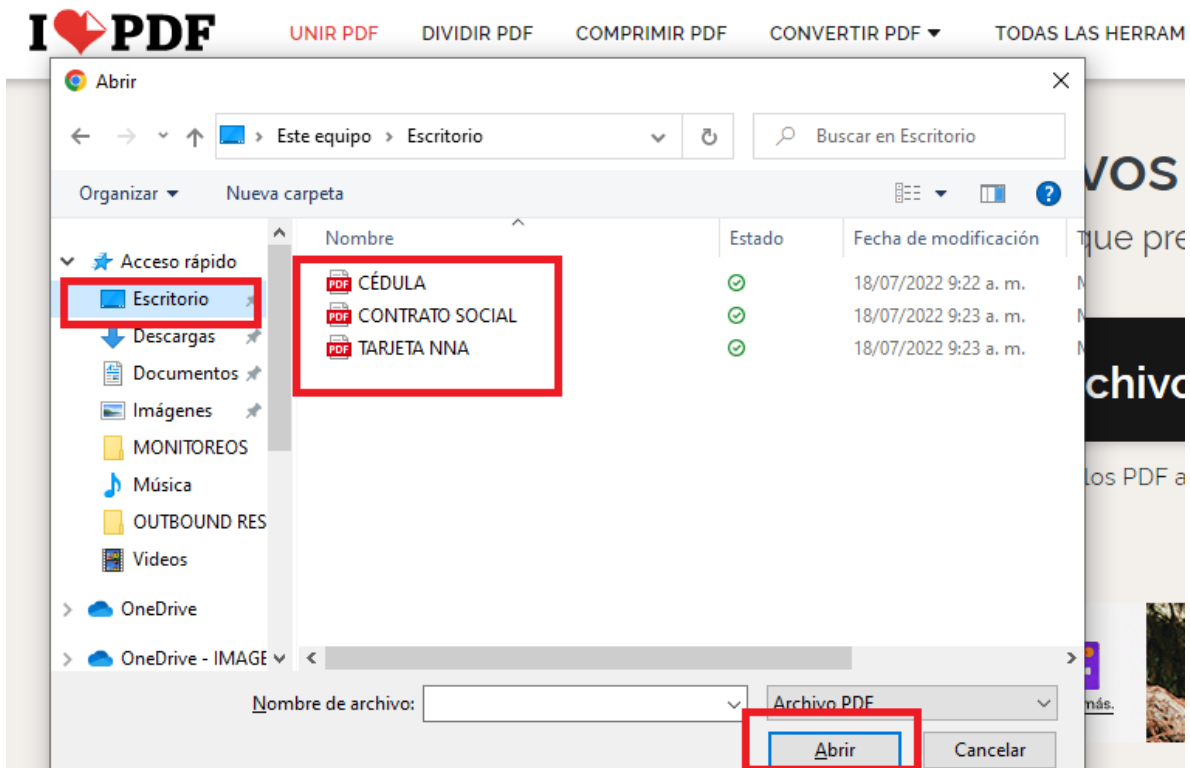 I PDF UNIR PDF DIVIDIR PDF COMPRIMIR PDF CONVERTIR PDF TODAS LAS HERRAM
Abrir
Este equipo Escritorio Buscar en Escritorio
Organizar Nueva carpeta
vos
Nombre Estado Fecha de modificación
que pre
Acceso rápido
CÉDULA 18/07/2022 9:22 a. m.
Escritorio
CONTRATO SOCIAL 18/07/2022 9:23 a. m.
Descargas
TARJETA NNA 18/07/2022 9:23 a. m.
Documentos
chivo
Imágenes
MONITOREOS
Música
los PDF a
OUTBOUND RES
Videos
OneDrive
OneDrive - IMAGE
Nombre de archivo: Archivo PDF
más.
Abrir Cancelar